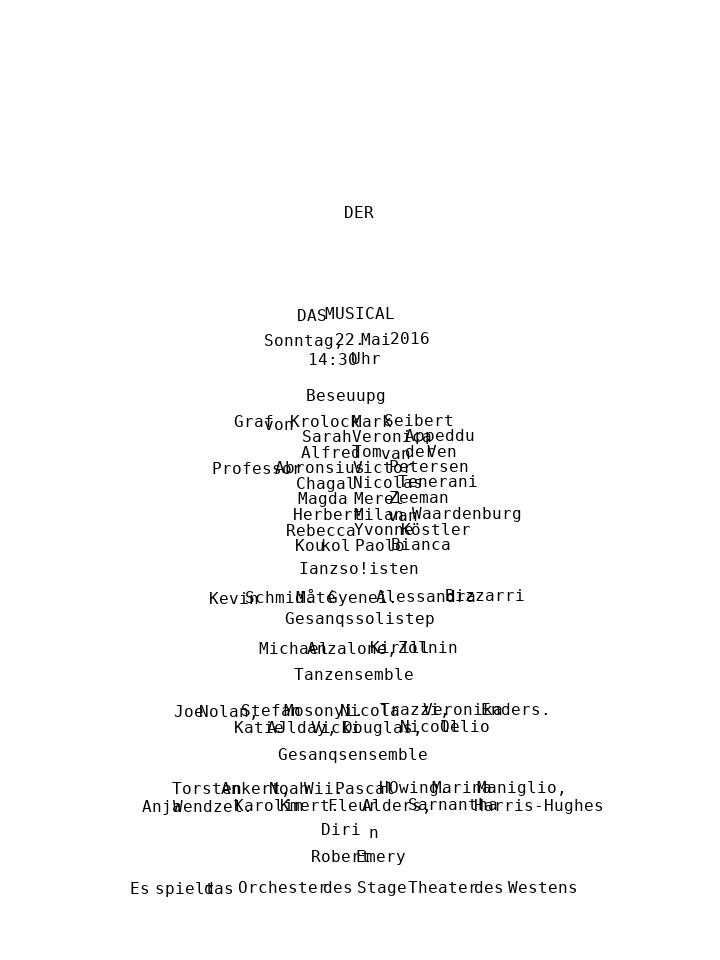 DER
DAS MUSICAL
Sonntag, 22. Mai 2016
14:30 Uhr
Beseuupg
Graf von Krolock Mark Seibert
Sarah Veronica Appeddu
Alfred Tom van der Ven
Professor Abronsius Victor Petersen
Chagal Nicolas Tenerani
Magda Merel Zeeman
Herbert Milan van Waardenburg
Rebecca Yvonne Köstler
Koukol Paolo Bianca
Ianzso!isten
Kevin Schmid. Måté Gyenei. Alessandra Bizzarri
Gesanqssolistep
Michael Anzalone, Kirill Zolnin
Tanzensemble
Joe Nolan, Stefan Mosonyi. Nicola Trazzi, Veronika Enders.
Katie Allday, Vicki Douglas, Nicole Ollio
Gesanqsensemble
Torsten Ankert, Noah Wii. Pascal HOwing. Marina Maniglio,
Anja Wendzel. Karolin Kmert. Fleur Alders, Sarnantha Harris-Hughes
Diri n
Robert Emery
Es spielt das Orchester des Stage Theater des Westens